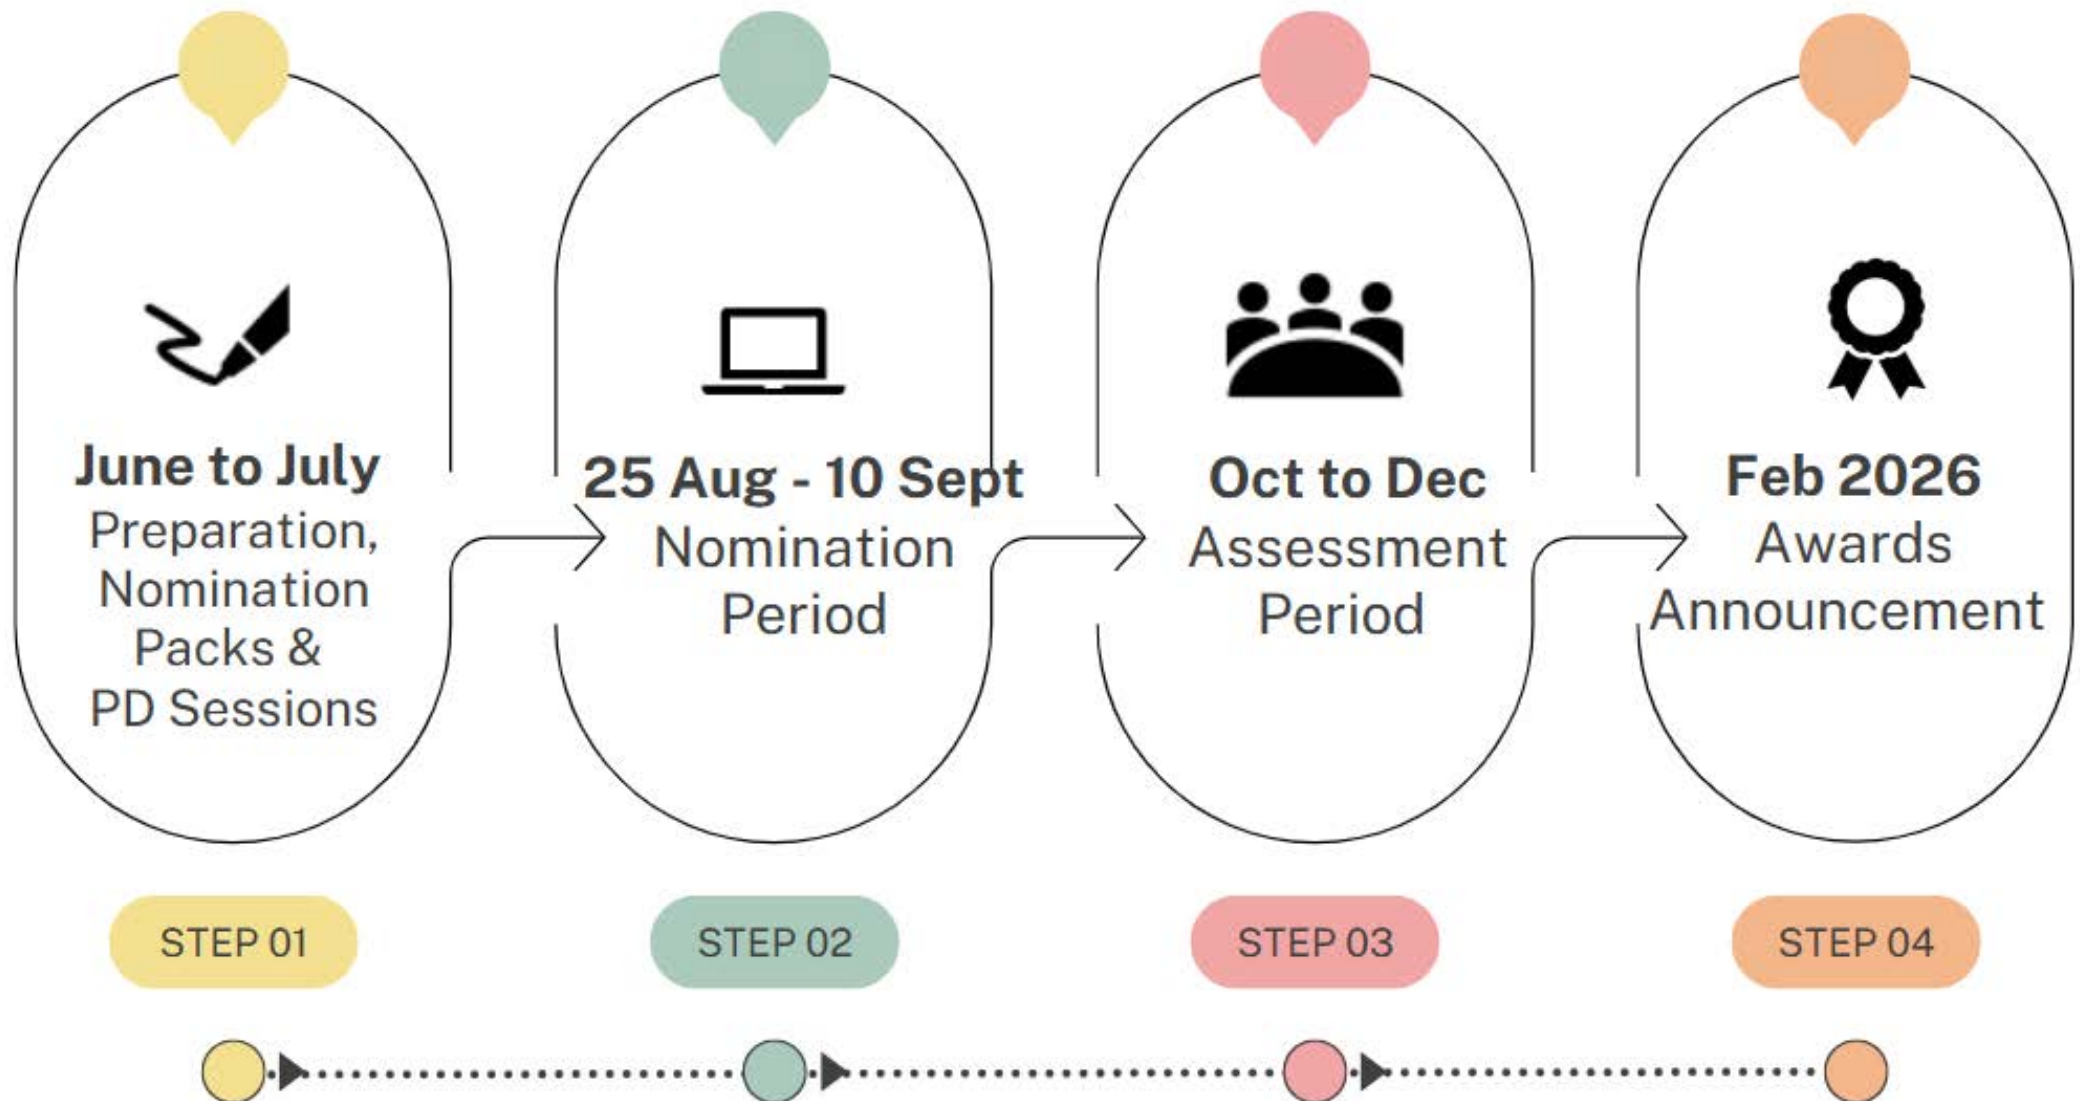 June to July
Preparation,
Nomination
Packs &
PD Sessions
25 Aug - 10 Sept
Nomination
Period
Oct to Dec
Assessment
Period
Feb 2026
Awards
Announcement
STEP 01
STEP 02
STEP 03
STEP 04